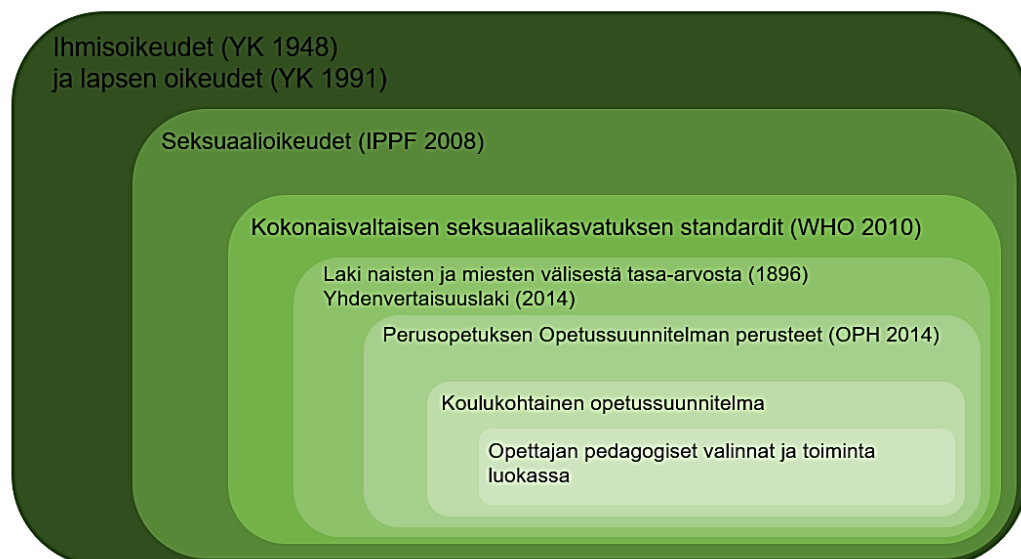 Ihmisoikeudet (YK 1948)
ja lapsen oikeudet (YK 1991)
Seksuaalioikeudet (IPPF 2008)
Kokonaisvaltaisen seksuaalikasvatuksen standardit (WHO 2010)
Laki naisten ja miesten välisestä tasa-arvosta (1896)
Yhdenvertaisuuslaki (2014)
Perusopetuksen Opetussuunnitelman perusteet (OPH 2014)
Koulukohtainen opetussuunnitelma
Opettajan pedagogiset valinnat ja toiminta
luokassa